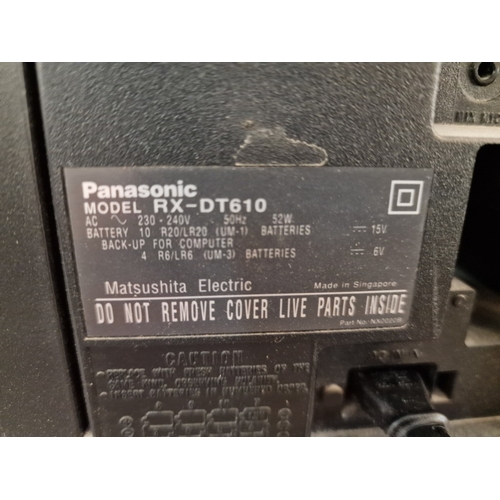 Panasonic
MODEL RX-DT610
AC ～ 230-240V 50Hz 52W
BATTERY 10 R20/LR20 (UM-1) BATTERIES ⎓ 15V
BACK-UP FOR COMPUTER
4 R6/LR6 (UM-3) BATTERIES ⎓ 6V
Matsushita Electric Made in Singapore
DO NOT REMOVE COVER LIVE PARTS INSIDE
Part No.
CAUTION